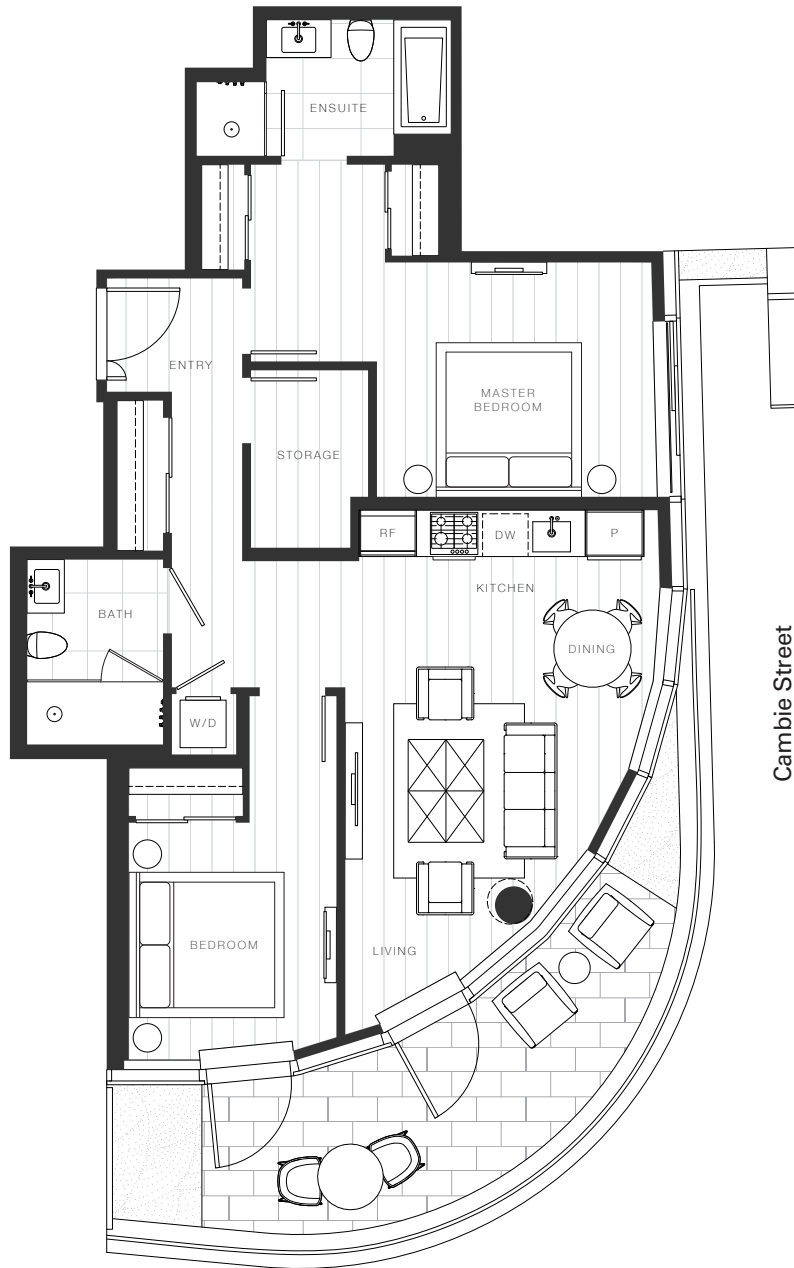 ENSUITE
ENTRY
MASTER
BEDROOM
STORAGE
RF
DW
P
KITCHEN
BATH
DINING
W/D
Cambie Street
BEDROOM
LIVING